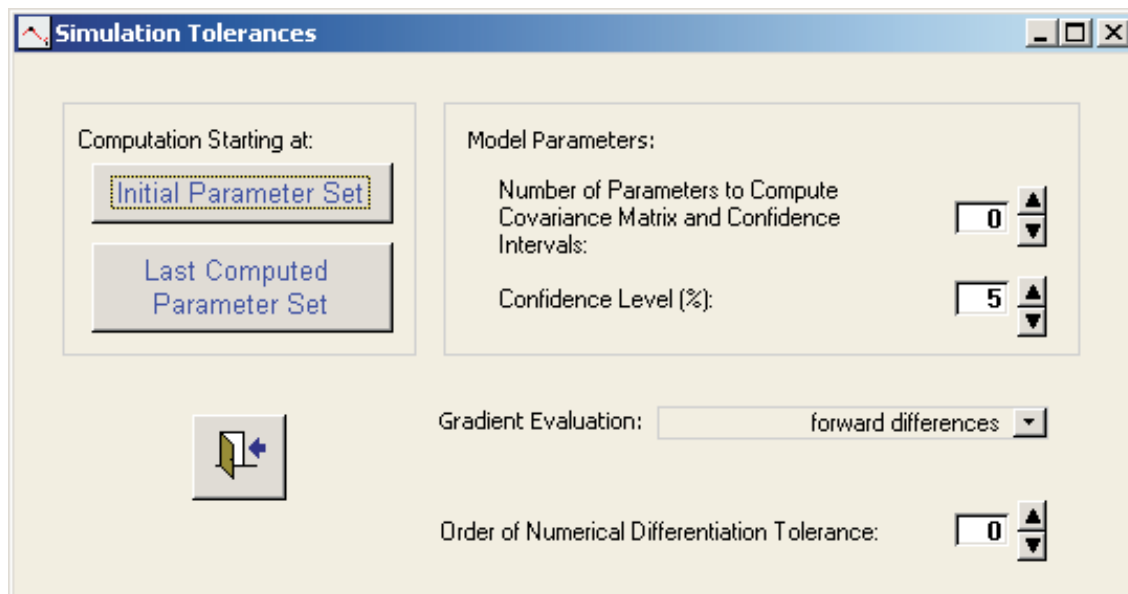 Simulation Tolerances
Computation Starting at:
Initial Parameter Set
Last Computed
Parameter Set
Model Parameters:
Number of Parameters to Compute
Covariance Matrix and Confidence
Intervals:
0
Confidence Level (%):
5
Gradient Evaluation:
forward differences
Order of Numerical Differentiation Tolerance:
0